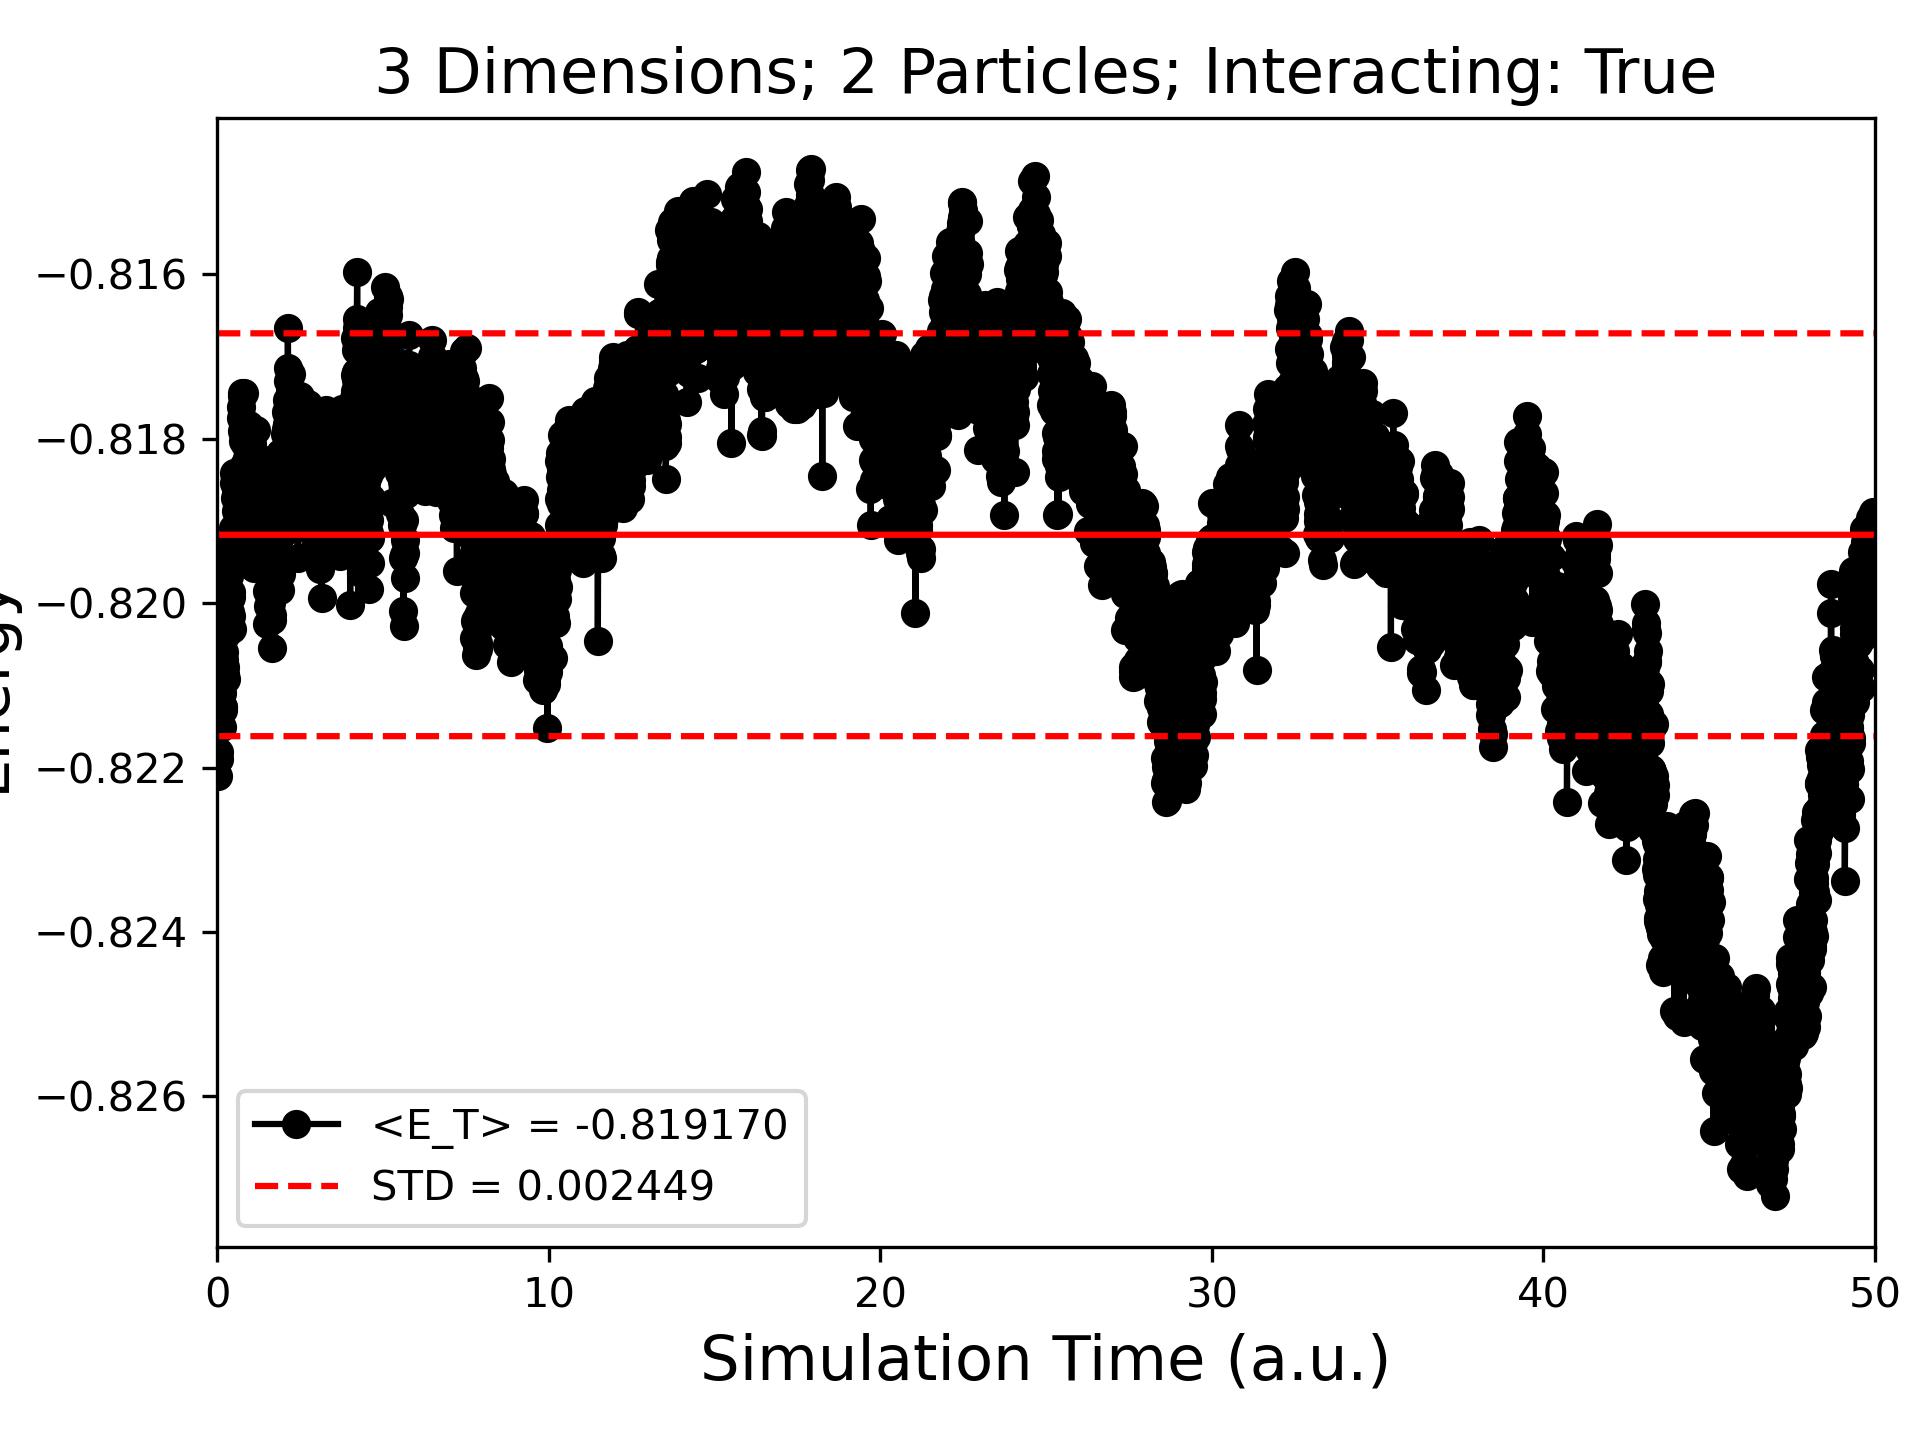 3 Dimensions; 2 Particles; Interacting: True
Energy
−0.816
−0.818
−0.820
−0.822
−0.824
−0.826
<E_T> = -0.819170
STD = 0.002449
0 10 20 30 40 50
Simulation Time (a.u.)